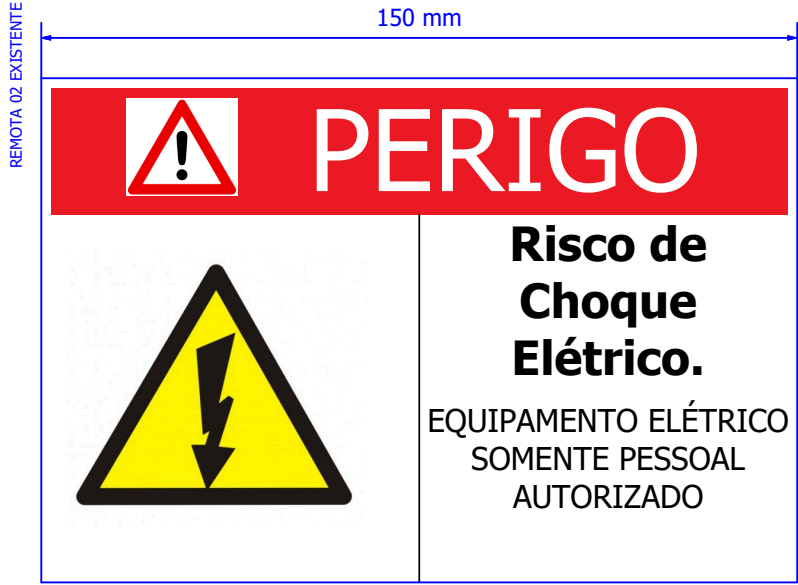 REMOTA 02 EXISTENTE
150 mm
PERIGO
Risco de
Choque
Elétrico.
EQUIPAMENTO ELÉTRICO
SOMENTE PESSOAL
AUTORIZADO